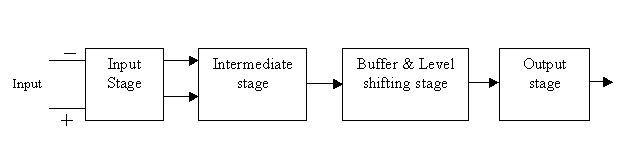 −
Input
+
Input
Stage
Intermediate
stage
Buffer & Level
shifting stage
Output
stage